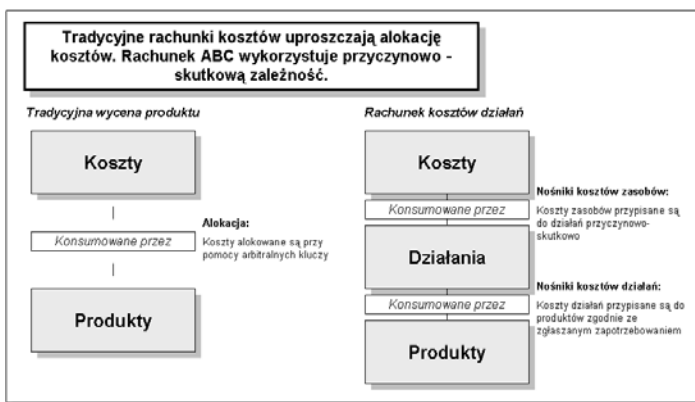 Tradycyjne rachunki kosztów upraszczają alokację
kosztów. Rachunek ABC wykorzystuje przyczynowo -
skutkową zależność.
Tradycyjna wycena produktu
Koszty
Konsumowane przez
Alokacja:
Koszty alokowane są przy
pomocy arbitralnych kluczy
Produkty
Rachunek kosztów działań
Koszty
Konsumowane przez
Nośniki kosztów zasobów:
Koszty zasobów przypisane są
do działań przyczynowo-
skutkowo
Działania
Konsumowane przez
Nośniki kosztów działań:
Koszty działań przypisane są do
produktów zgodnie ze
zgłaszanym zapotrzebowaniem
Produkty